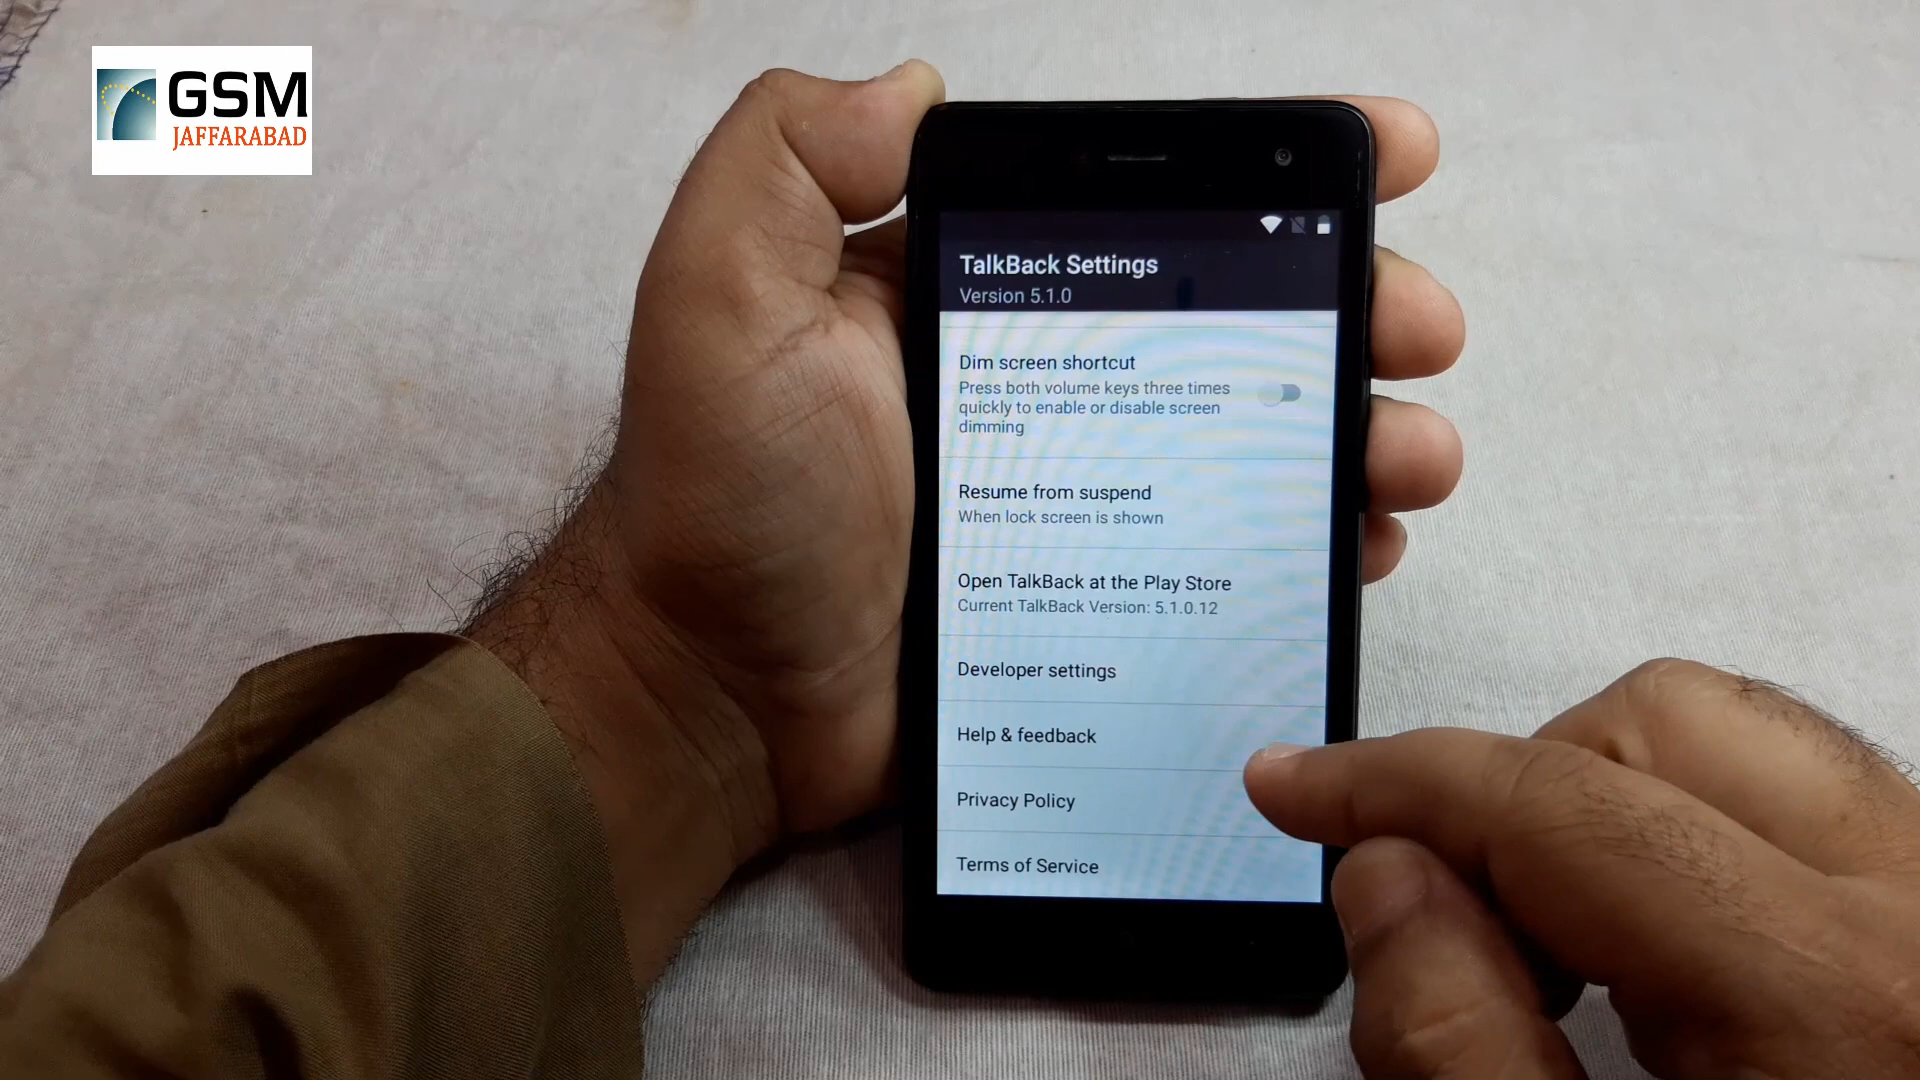 GSM
JAFFARABAD
TalkBack Settings
Version 5.1.0
Dim screen shortcut
Press both volume keys three times
quickly to enable or disable screen
dimming
Resume from suspend
When lock screen is shown
Open TalkBack at the Play Store
Current TalkBack Version: 5.1.0.12
Developer settings
Help & feedback
Privacy Policy
Terms of Service